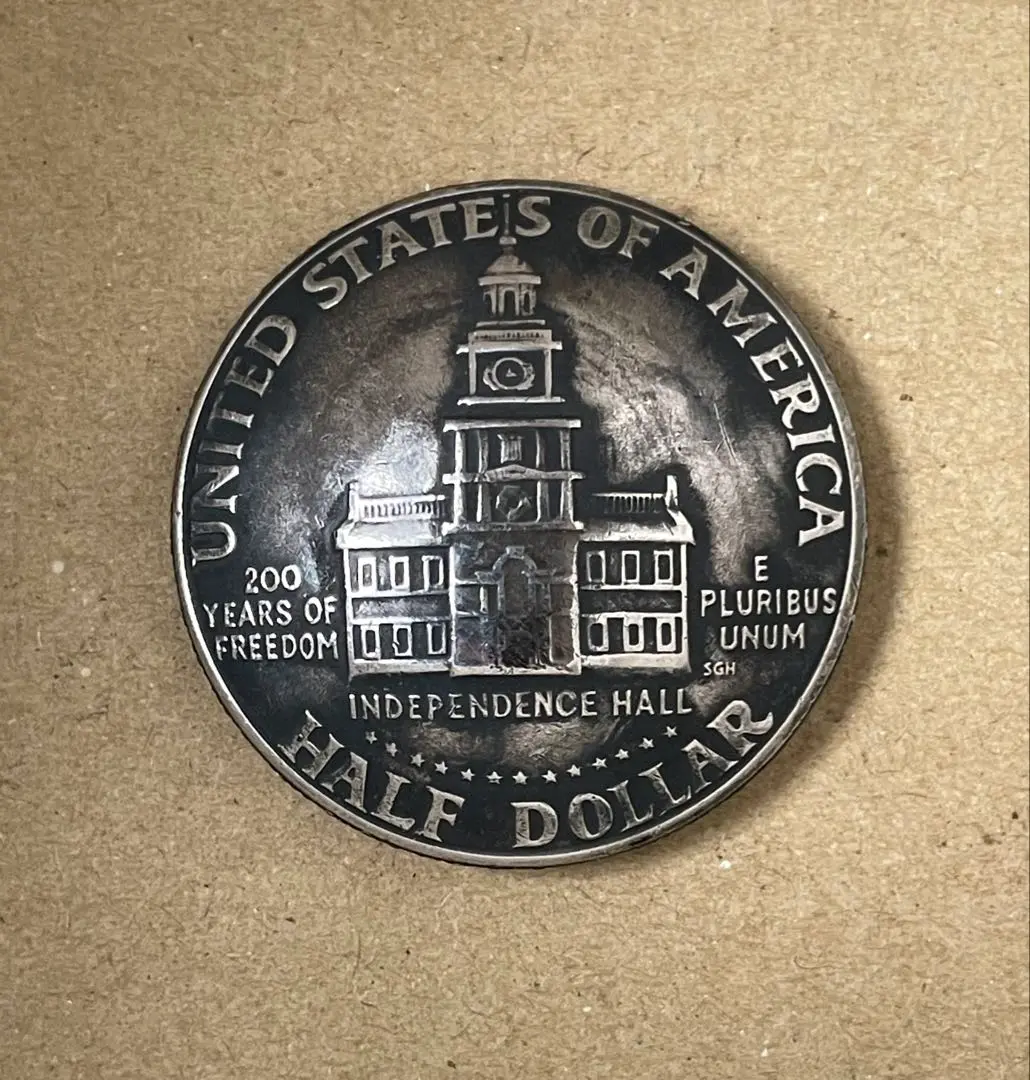 UNITED STATES OF AMERICA
200
YEARS OF
FREEDOM
E
PLURIBUS
UNUM
SGH
INDEPENDENCE HALL
HALF DOLLAR